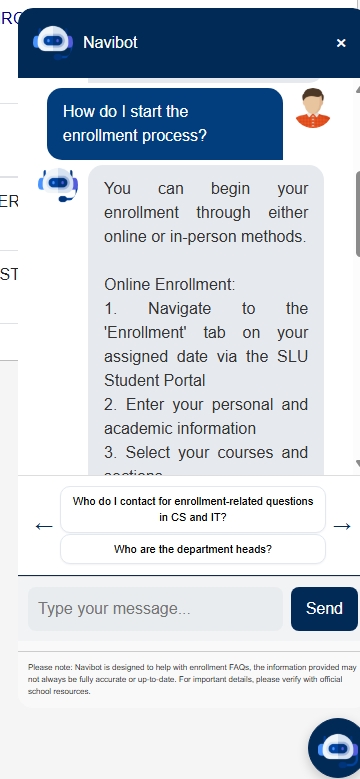 RO
Navibot
×
How do I start the
enrollment process?
ER
ST
You can begin your
enrollment through either
online or in-person methods.
Online Enrollment:
1. Navigate to the
'Enrollment' tab on your
assigned date via the SLU
Student Portal
2. Enter your personal and
academic information
3. Select your courses and
sections
Who do I contact for enrollment-related questions
in CS and IT?
← →
Who are the department heads?
Type your message...
Send
Please note: Navibot is designed to help with enrollment FAQs, the information provided may
not always be fully accurate or up-to-date. For important details, please verify with official
school resources.